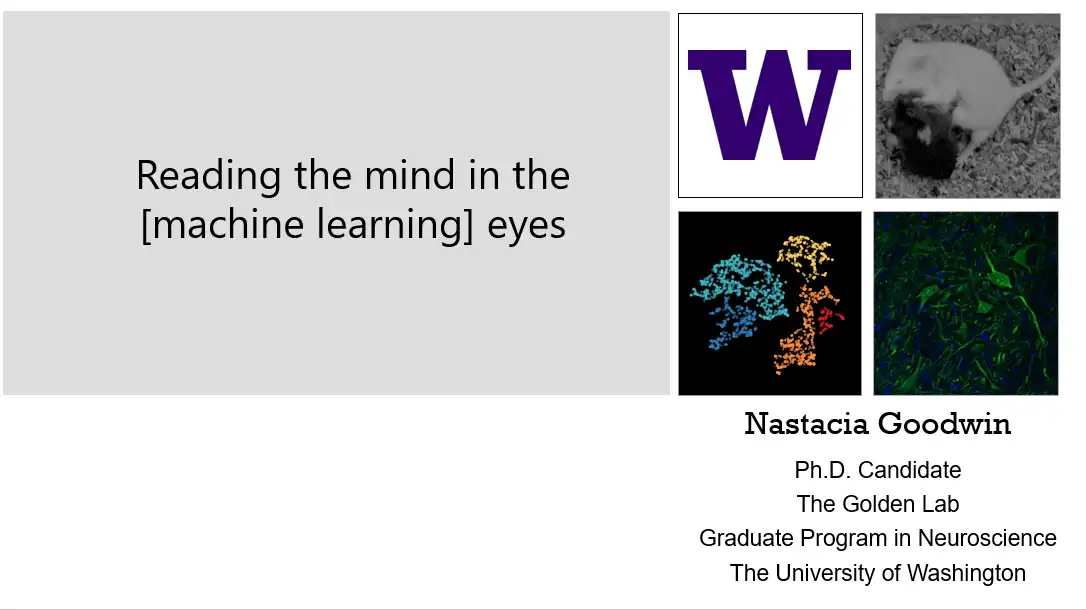 Reading the mind in the
[machine learning] eyes
W
Nastacia Goodwin
Ph.D. Candidate
The Golden Lab
Graduate Program in Neuroscience
The University of Washington